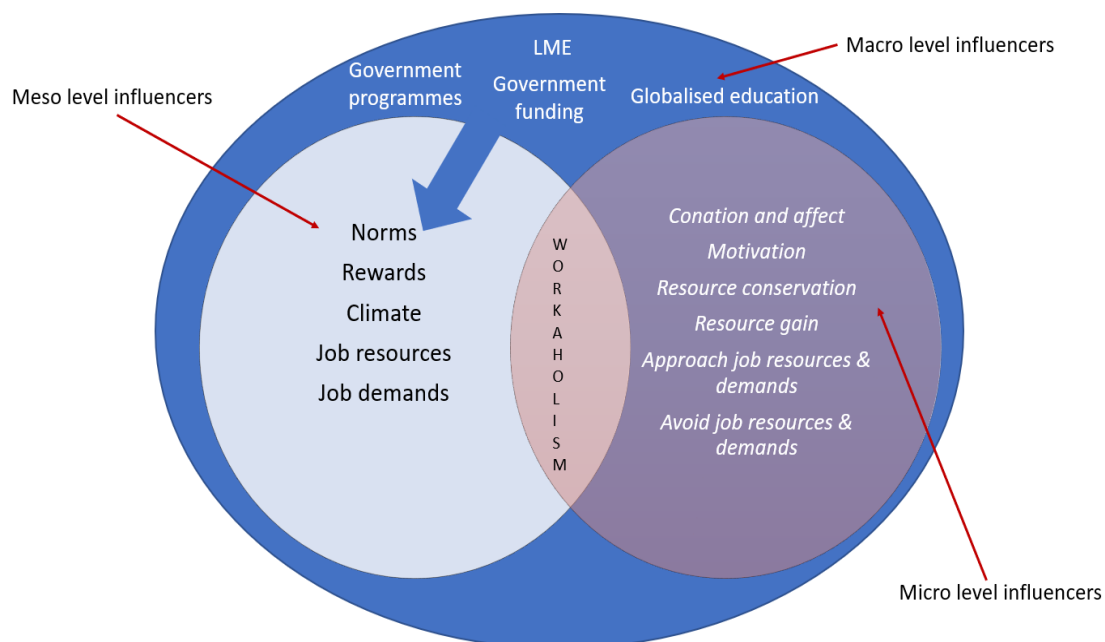 LME
Macro level influencers
Government
programmes
Government
funding
Globalised education
Meso level influencers
Norms
Rewards
Climate
Job resources
Job demands
WORKAHOLISM
Conation and affect
Motivation
Resource conservation
Resource gain
Approach job resources &
demands
Avoid job resources &
demands
Micro level influencers